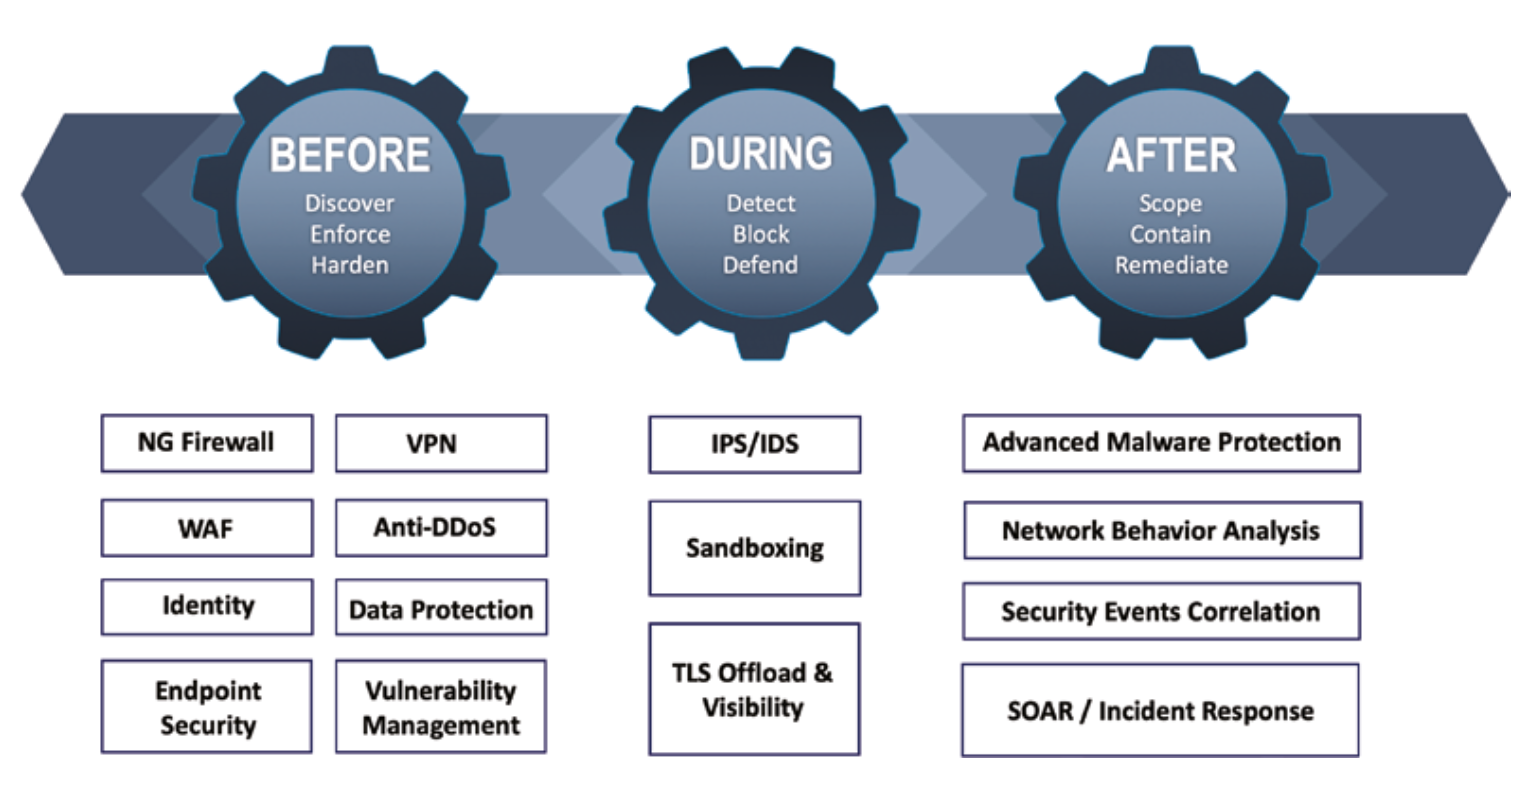 BEFORE
Discover
Enforce
Harden
DURING
Detect
Block
Defend
AFTER
Scope
Contain
Remediate
NG Firewall
VPN
WAF
Anti-DDoS
Identity
Data Protection
Endpoint
Security
Vulnerability
Management
IPS/IDS
Sandboxing
TLS Offload &
Visibility
Advanced Malware Protection
Network Behavior Analysis
Security Events Correlation
SOAR / Incident Response